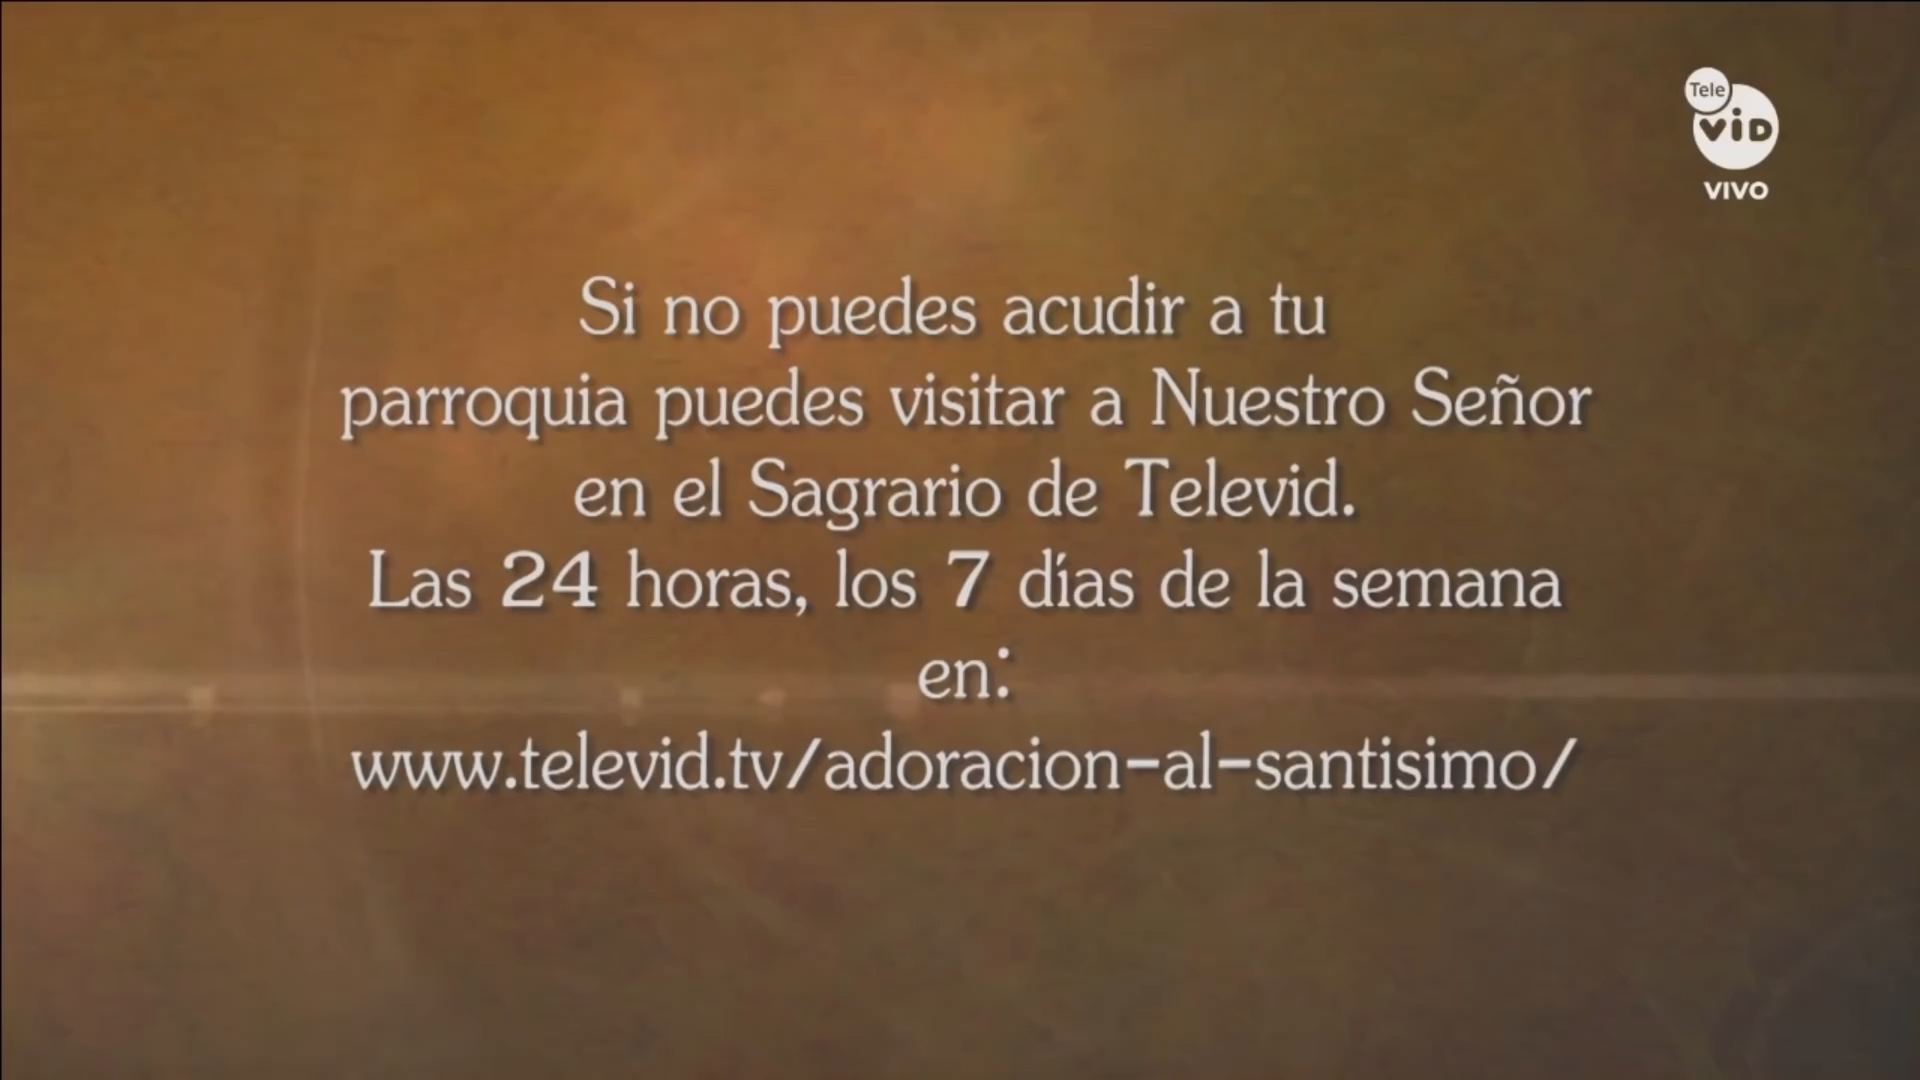 Tele
ViD
VIVO
Si no puedes acudir a tu
parroquia puedes visitar a Nuestro Señor
en el Sagrario de Televid.
Las 24 horas, los 7 días de la semana
en:
www.televid.tv/adoracion-al-santisimo/